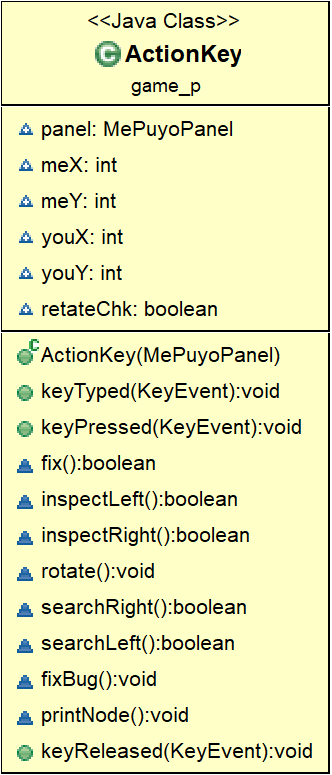 <<Java Class>>
C ActionKey
game_p
panel: MePuyoPanel
meX: int
meY: int
youX: int
youY: int
retateChk: boolean
C ActionKey(MePuyoPanel)
keyTyped(KeyEvent):void
keyPressed(KeyEvent):void
fix():boolean
inspectLeft():boolean
inspectRight():boolean
rotate():void
searchRight():boolean
searchLeft():boolean
fixBug():void
printNode():void
keyReleased(KeyEvent):void